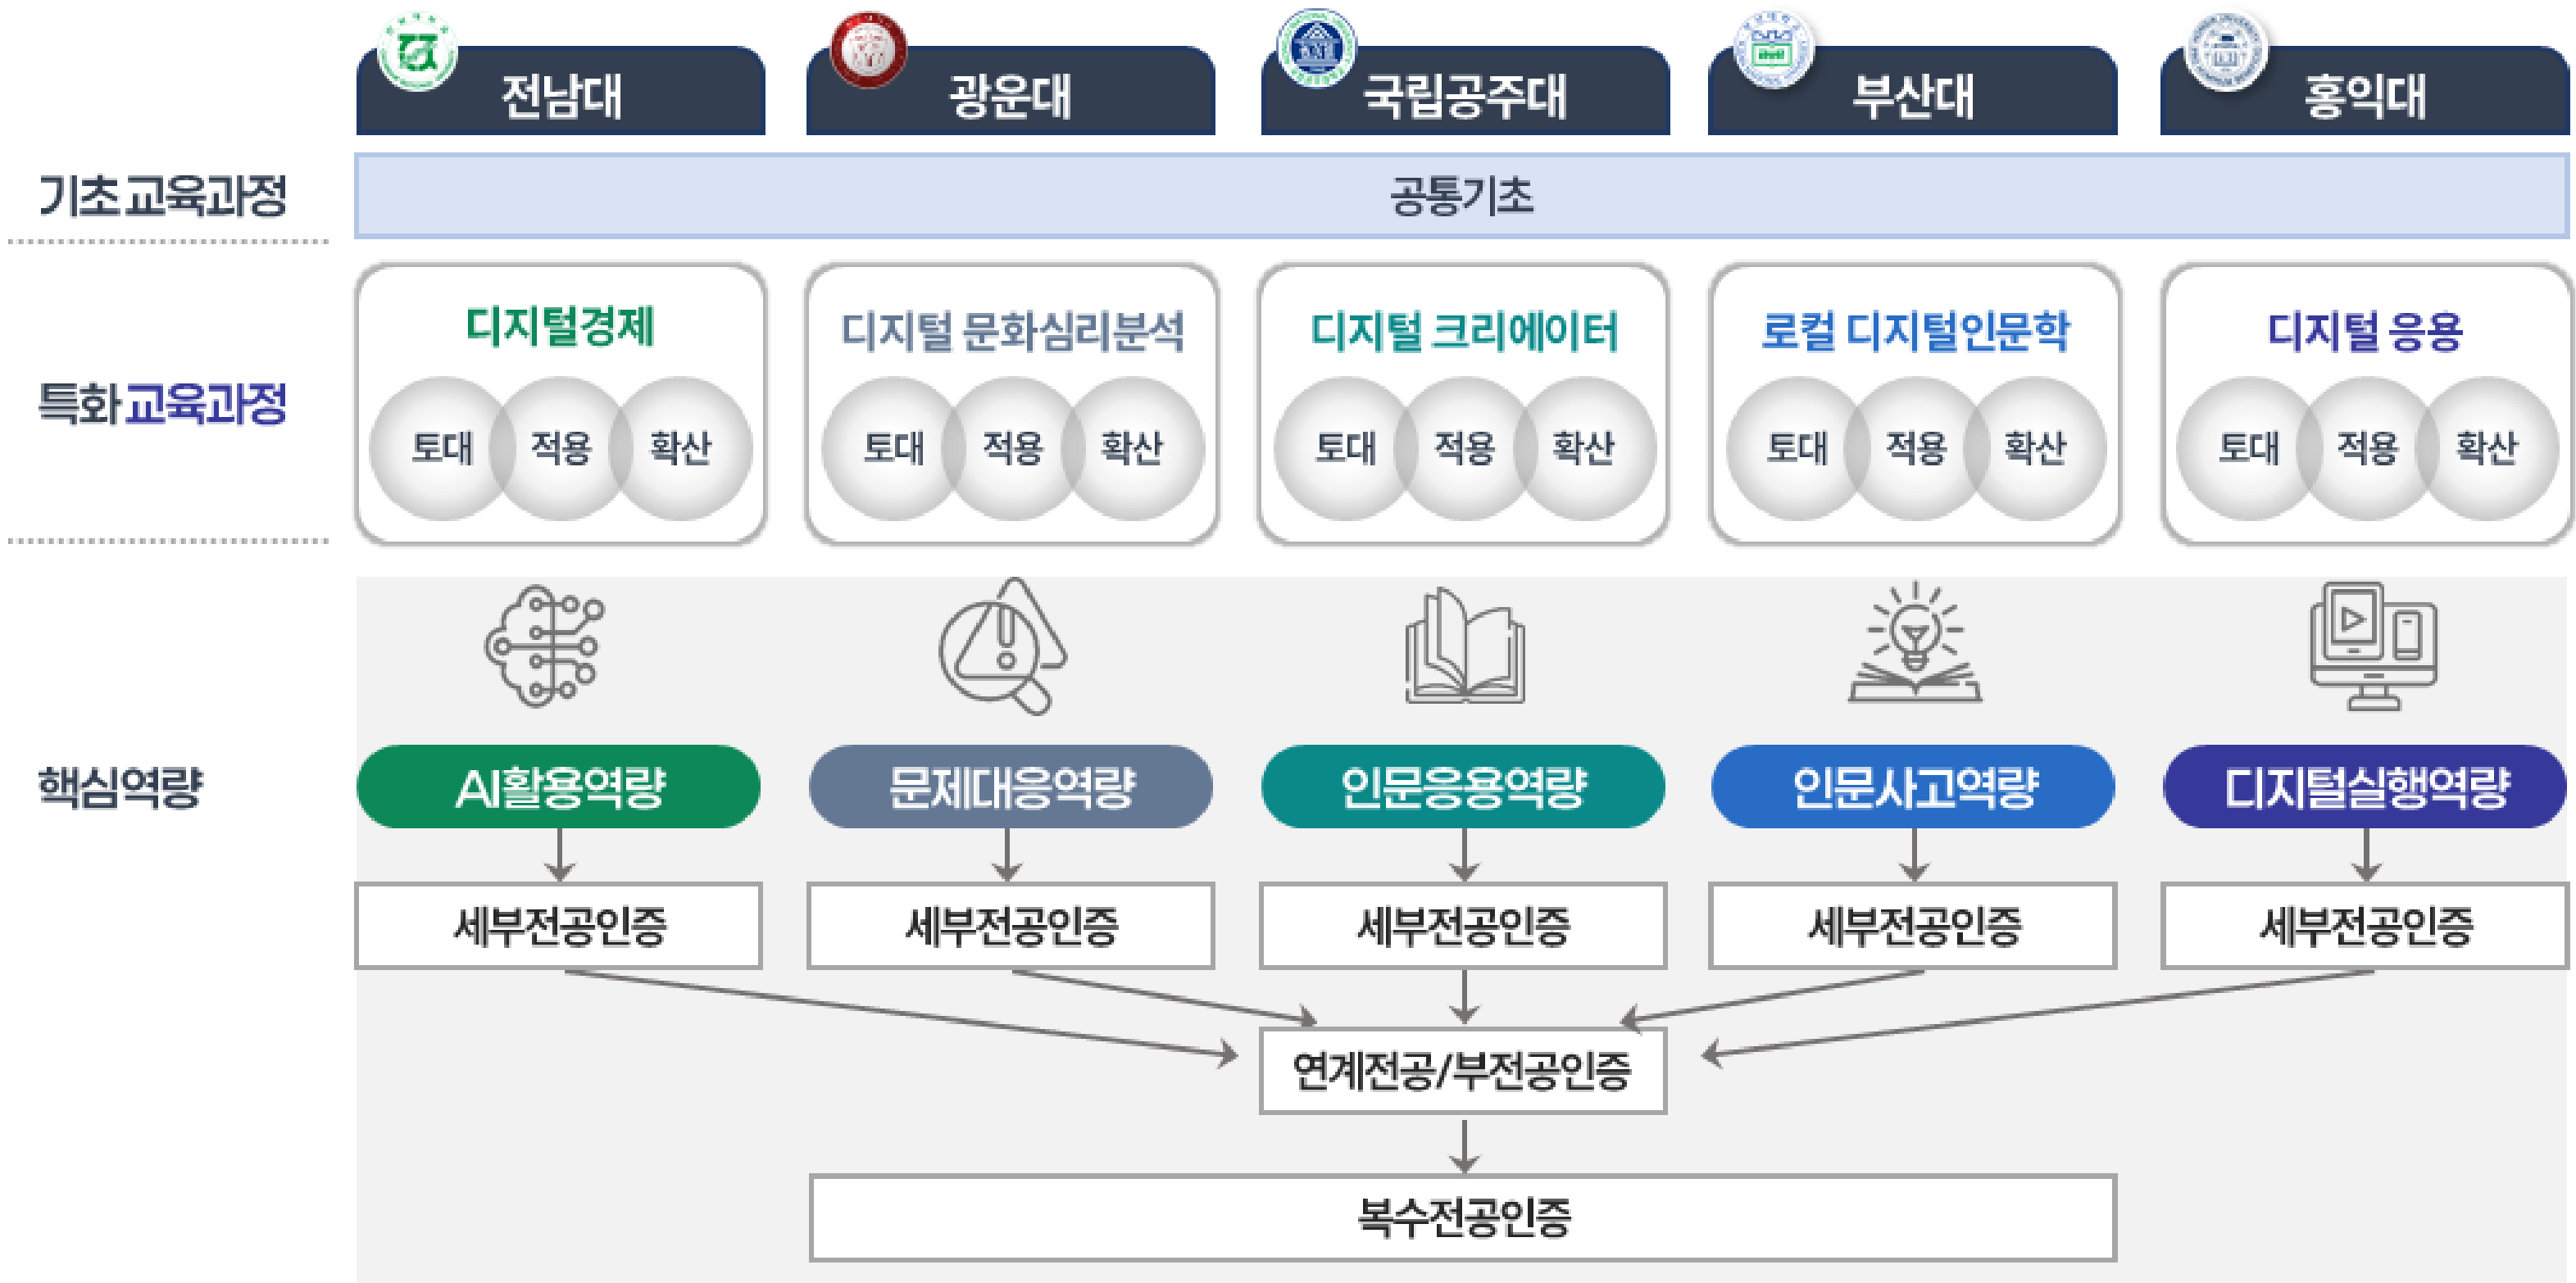 전남대
광운대
국립공주대
부산대
홍익대
기초 교육과정
공통기초
특화 교육과정
디지털경제
토대 적용 확산
디지털 문화심리분석
토대 적용 확산
디지털 크리에이터
토대 적용 확산
로컬 디지털인문학
토대 적용 확산
디지털 응용
토대 적용 확산
핵심역량
AI활용역량
문제대응역량
인문응용역량
인문사고역량
디지털실행역량
세부전공인증
세부전공인증
세부전공인증
세부전공인증
세부전공인증
연계전공/부전공인증
복수전공인증